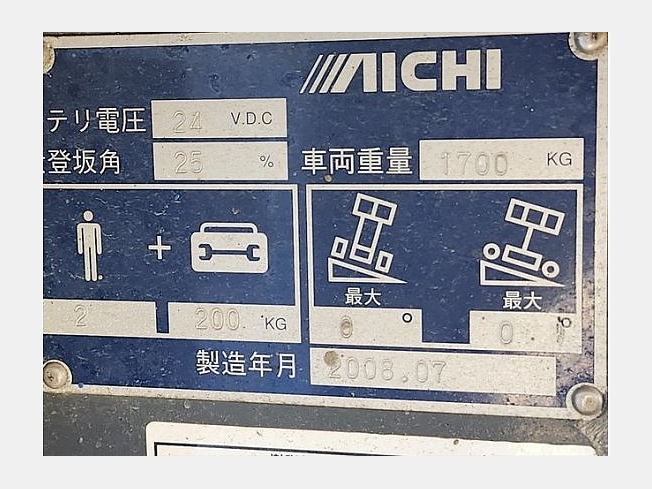 AICHI
テリ電圧 24 V.D.C
登坂角 25 %
車両重量 1700 KG
+
最大 最大
2 200. KG
0 ° 0 °
製造年月 2008.07